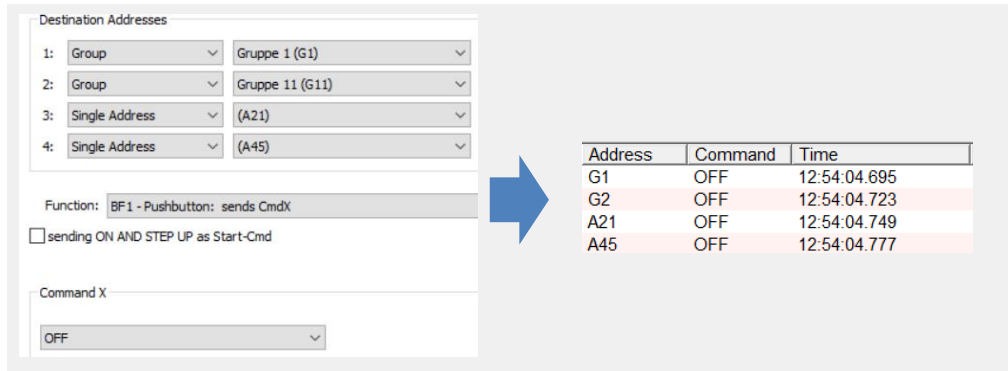 Destination Addresses
1: Group Gruppe 1 (G1)
2: Group Gruppe 11 (G11)
3: Single Address (A21)
4: Single Address (A45)
Function: BF1 - Pushbutton: sends CmdX
sending ON AND STEP UP as Start-Cmd
Command X
OFF
Address Command Time
G1 OFF 12:54:04.695
G2 OFF 12:54:04.723
A21 OFF 12:54:04.749
A45 OFF 12:54:04.777